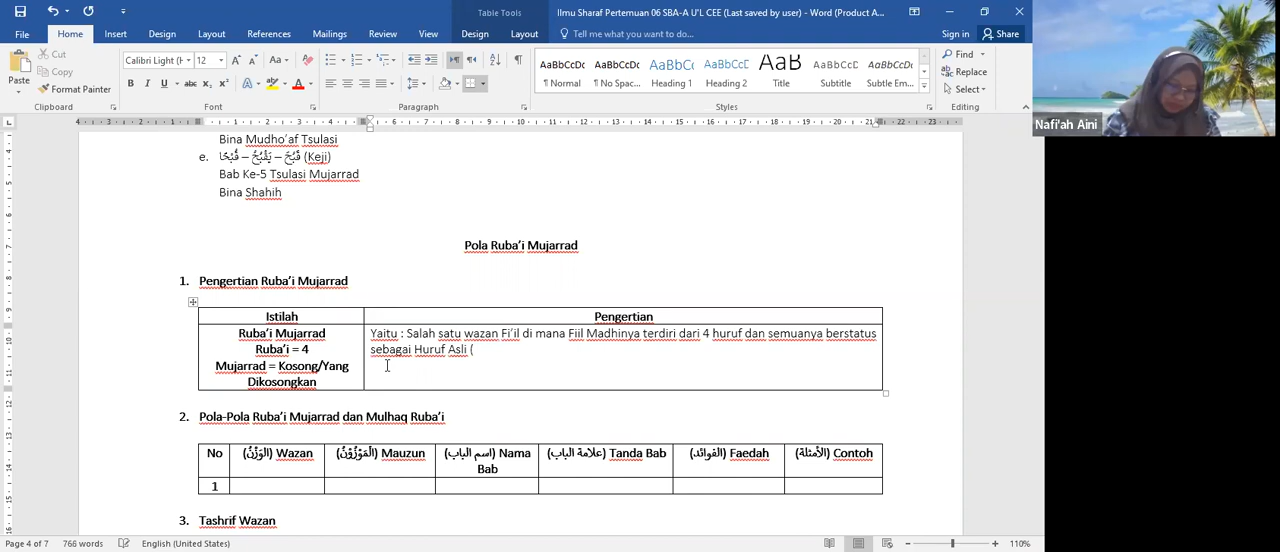 Table Tools
Ilmu Sharaf Pertemuan 06 SBA-A U'L CEE (Last saved by user) - Word (Product A...
Sign in
File
Home
Insert
Design
Layout
References
Mailings
Review
View
Design
Layout
Tell me what you want to do...
Share
Cut
Copy
Format Painter
Paste
Clipboard
Calibri Light (H
12
Font
Paragraph
AaBbCcDc
AaBbCcDc
AaBbCc
AaBbCcC
AaB
AaBbCcD
AaBbCcDt
¶ Normal
¶ No Spac...
Heading 1
Heading 2
Title
Subtitle
Subtle Em...
Styles
Find
Replace
Select
Editing
Nafi'ah Aini
Bina Mudho'af Tsulasi
e. قَبُحَ – يَقْبُحُ – قُبْحًا (Keji)
Bab Ke-5 Tsulasi Mujarrad
Bina Shahih
Pola Ruba'i Mujarrad
1. Pengertian Ruba'i Mujarrad
Istilah
Pengertian
Ruba'i Mujarrad
Ruba'i = 4
Mujarrad = Kosong/Yang
Dikosongkan
Yaitu : Salah satu wazan Fi'il di mana Fiil Madhinya terdiri dari 4 huruf dan semuanya berstatus
sebagai Huruf Asli (
2. Pola-Pola Ruba'i Mujarrad dan Mulhaq Ruba'i
No
(الوَزْنُ) Wazan
(الْمَوْزُوْنُ) Mauzun
(اسم الباب) Nama
Bab
(علامة الباب) Tanda Bab
(الفوائد) Faedah
(الأمثلة) Contoh
1
3. Tashrif Wazan
Page 4 of 7
766 words
English (United States)
110%